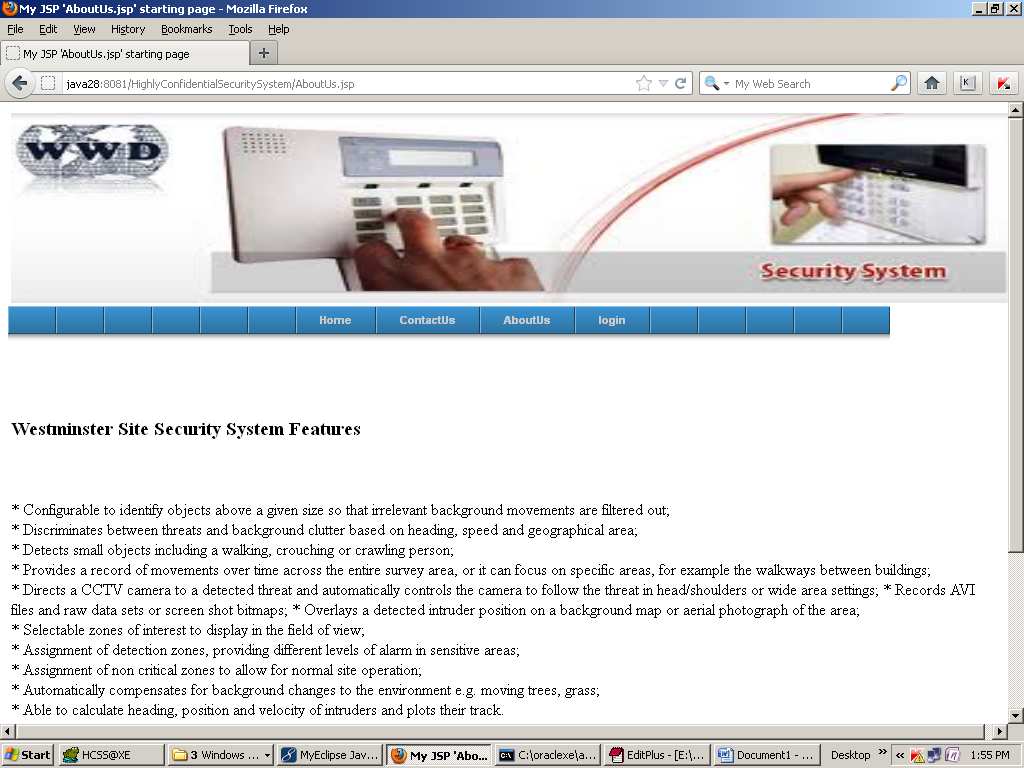 My JSP 'AboutUs.jsp' starting page - Mozilla Firefox
File Edit View History Bookmarks Tools Help
My JSP 'AboutUs.jsp' starting page
java28:8081/HighlyConfidentialSecuritySystem/AboutUs.jsp
My Web Search
WWD
Security System
Home ContactUs AboutUs login
Westminster Site Security System Features
* Configurable to identify objects above a given size so that irrelevant background movements are filtered out;
* Discriminates between threats and background clutter based on heading, speed and geographical area;
* Detects small objects including a walking, crouching or crawling person;
* Provides a record of movements over time across the entire survey area, or it can focus on specific areas, for example the walkways between buildings;
* Directs a CCTV camera to a detected threat and automatically controls the camera to follow the threat in head/shoulders or wide area settings; * Records AVI
files and raw data sets or screen shot bitmaps; * Overlays a detected intruder position on a background map or aerial photograph of the area;
* Selectable zones of interest to display in the field of view;
* Assignment of detection zones, providing different levels of alarm in sensitive areas;
* Assignment of non critical zones to allow for normal site operation;
* Automatically compensates for background changes to the environment e.g. moving trees, grass;
* Able to calculate heading, position and velocity of intruders and plots their track.
Start HCSS@XE 3 Windows ... MyEclipse Jav... My JSP 'Abo... C:\oraclexe\a... EditPlus - [E:\... Document1 - ... Desktop » « 1:55 PM